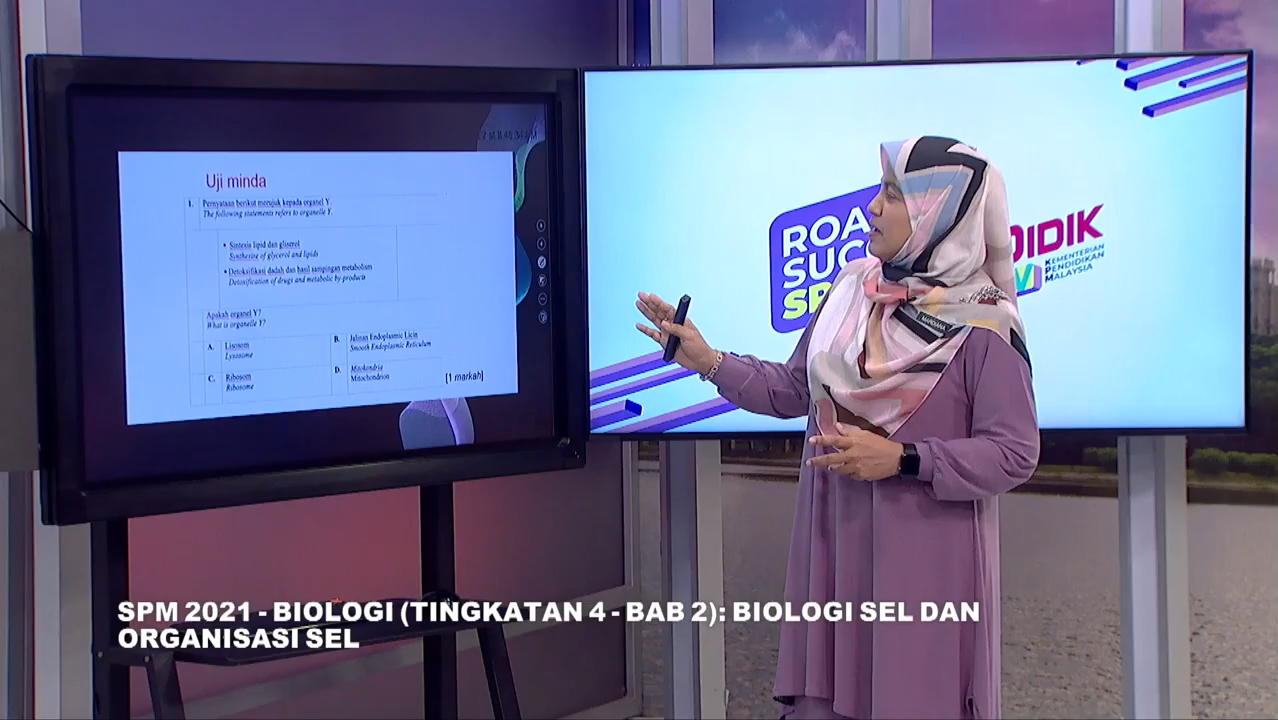 Uji minda
1. Pernyataan berikut merujuk kepada organel Y.
The following statements refers to organelle Y.
• Sintesis lipid dan gliserol
Synthesize of glycerol and lipids
• Detoksifikasi dadah dan hasil sampingan metabolism
Detoxification of drugs and metabolic by products
Apakah organel Y?
What is organelle Y?
A. Lisosom
Lysosome
B. Jalinan Endoplasmic Licin
Smooth Endoplasmic Reticulum
C. Ribosom
Ribosome
D. Mitokondria
Mitochondrion
[1 markah]
ROA
SUC
SP
DIDIK
KEMENTERIAN
PENDIDIKAN
MALAYSIA
MARDIANA
SPM 2021 - BIOLOGI (TINGKATAN 4 - BAB 2): BIOLOGI SEL DAN
ORGANISASI SEL